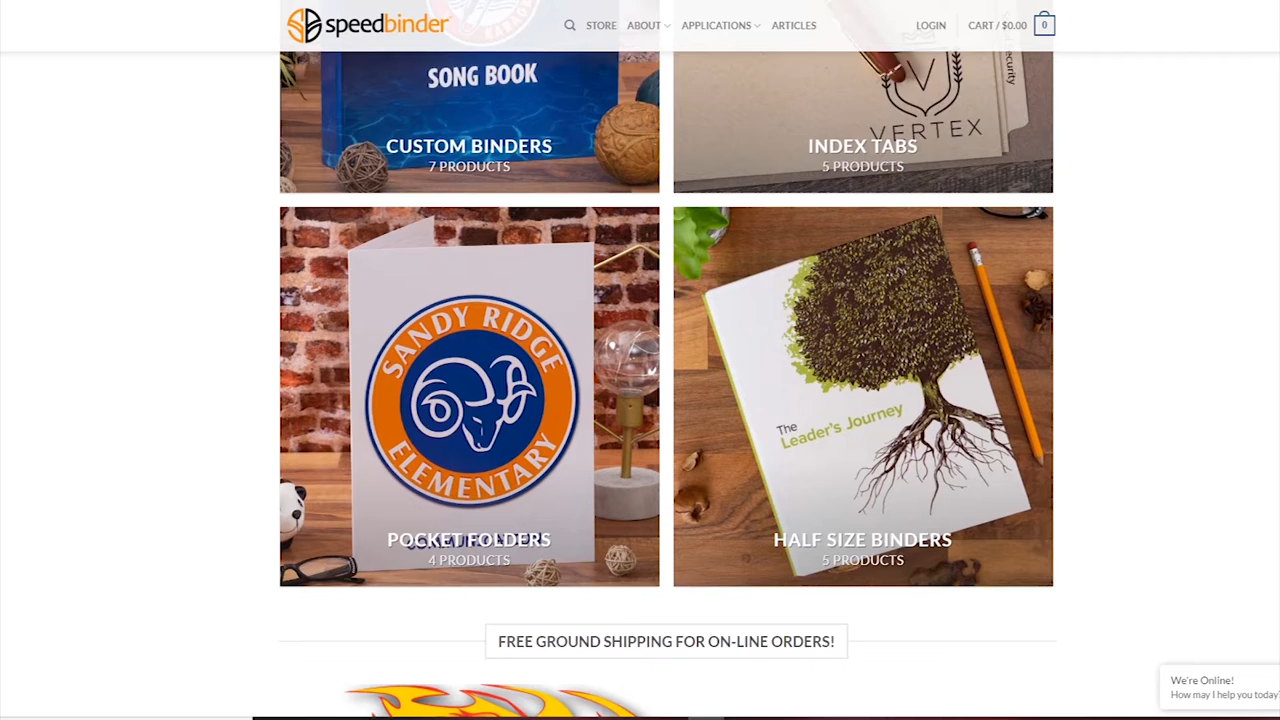 speedbinder
STORE
ABOUT
APPLICATIONS
ARTICLES
LOGIN
CART / $0.00
0
SONG BOOK
CUSTOM BINDERS
7 PRODUCTS
ecurity
V
VERTEX
INDEX TABS
5 PRODUCTS
SANDY RIDGE
ELEMENTARY
POCKET FOLDERS
4 PRODUCTS
The
Leader's Journey
HALF SIZE BINDERS
5 PRODUCTS
FREE GROUND SHIPPING FOR ON-LINE ORDERS!
We're Online!
How may I help you today?